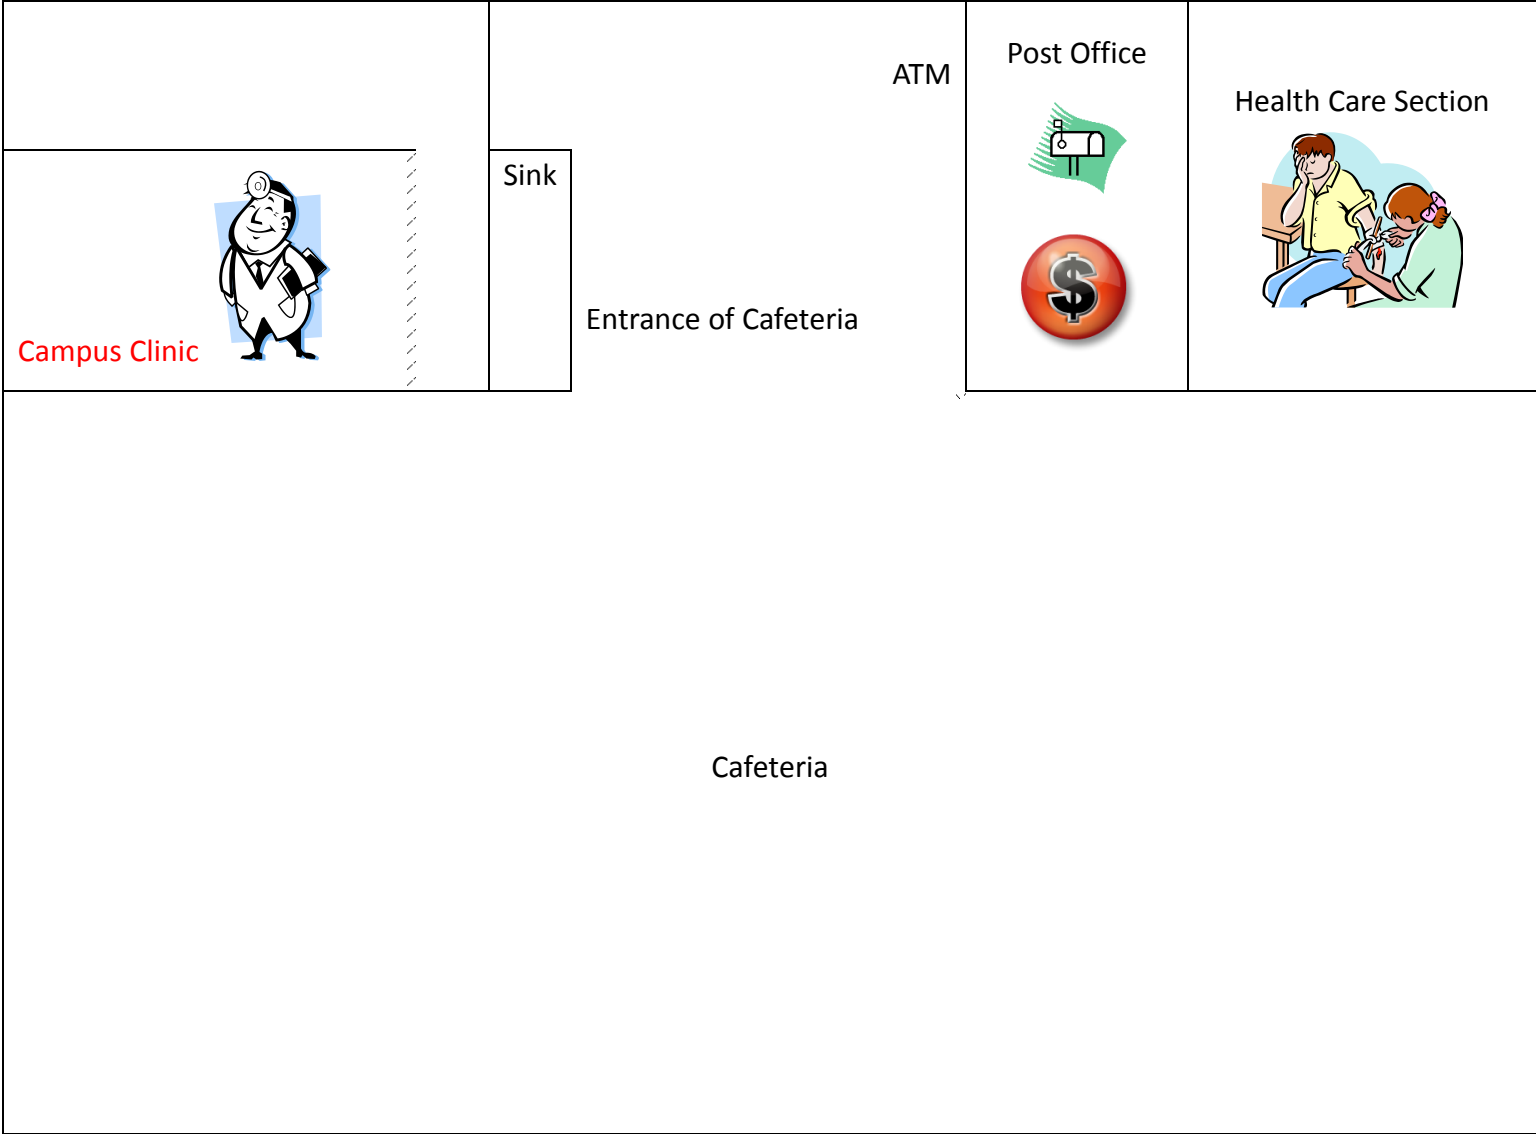 ATM
Post Office
Health Care Section
Sink
$
Entrance of Cafeteria
Campus Clinic
Cafeteria